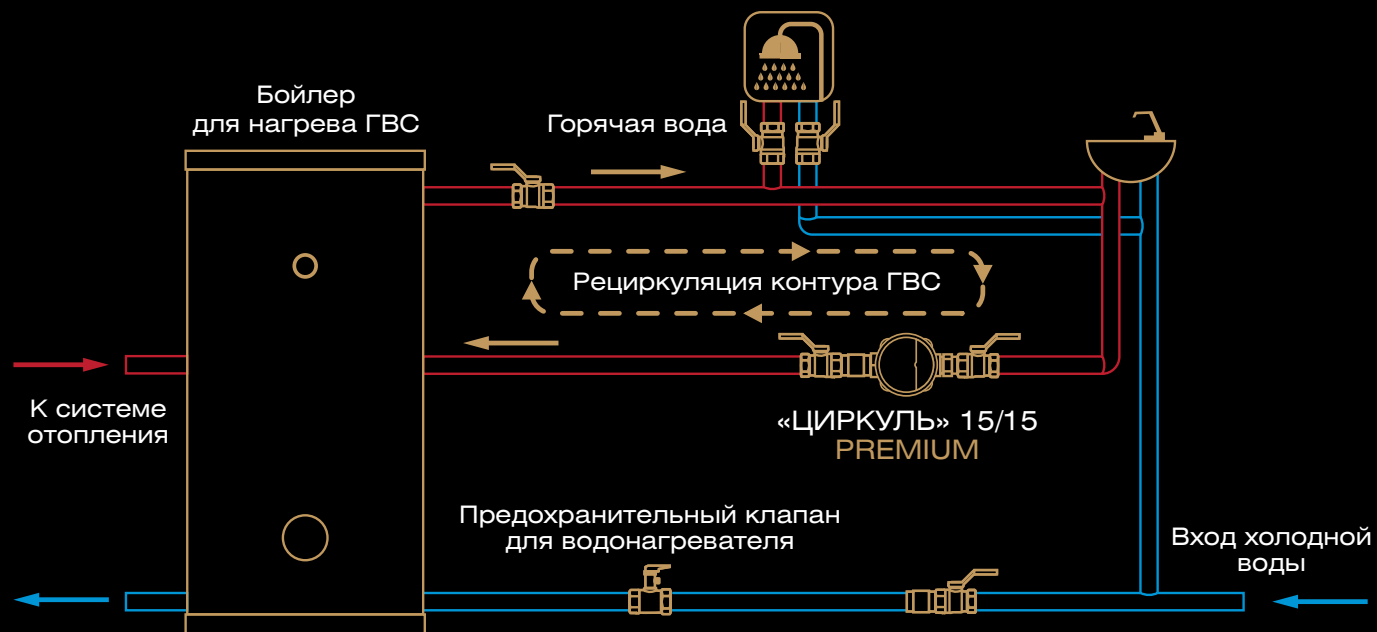 Бойлер
для нагрева ГВС
Горячая вода
Рециркуляция контура ГВС
К системе
отопления
«ЦИРКУЛЬ» 15/15
PREMIUM
Предохранительный клапан
для водонагревателя
Вход холодной
воды